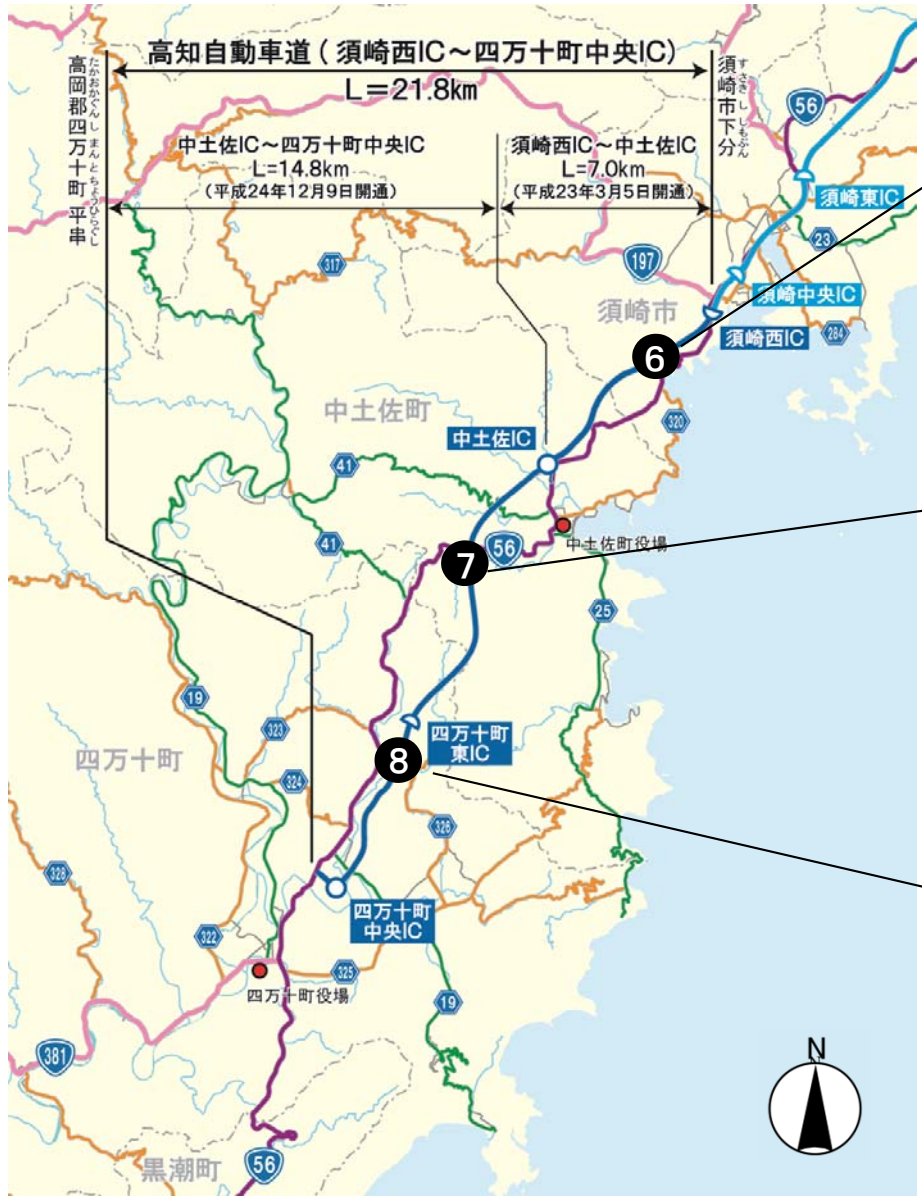 高知自動車道(須崎西IC~四万十町中央IC)
L=21.8km
高岡郡四万十町 平串
たかおかぐんしまんとちょうひらぐし
須崎市下分
すさきししもぶん
中土佐IC~四万十町中央IC
L=14.8km
(平成24年12月9日開通)
須崎西IC~中土佐IC
L=7.0km
(平成23年3月5日開通)
56
須崎東IC
23
317
197
須崎中央IC
須崎市
須崎西IC
284
6
中土佐町
320
中土佐IC
41
41
56
中土佐町役場
7
25
19
323
四万十町
四万十町
東IC
8
324
326
328
四万十町
中央IC
322
325
四万十町役場
19
381
N
黒潮町
56